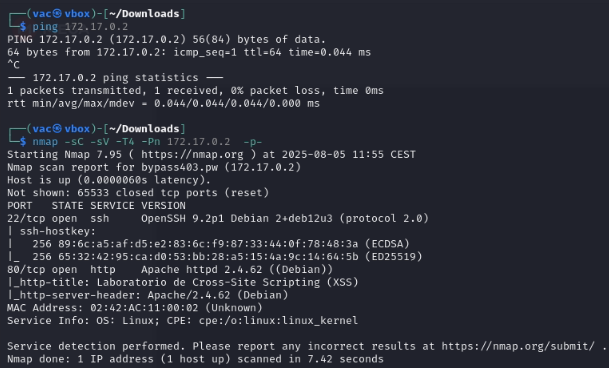 ┌──(vac㉿vbox)-[~/Downloads]
└─$ ping 172.17.0.2
PING 172.17.0.2 (172.17.0.2) 56(84) bytes of data.
64 bytes from 172.17.0.2: icmp_seq=1 ttl=64 time=0.044 ms
^C
--- 172.17.0.2 ping statistics ---
1 packets transmitted, 1 received, 0% packet loss, time 0ms
rtt min/avg/max/mdev = 0.044/0.044/0.044/0.000 ms
┌──(vac㉿vbox)-[~/Downloads]
└─$ nmap -sC -sV -T4 -Pn 172.17.0.2  -p-
Starting Nmap 7.95 ( https://nmap.org ) at 2025-08-05 11:55 CEST
Nmap scan report for bypass403.pw (172.17.0.2)
Host is up (0.0000060s latency).
Not shown: 65533 closed tcp ports (reset)
PORT   STATE SERVICE VERSION
22/tcp open  ssh     OpenSSH 9.2p1 Debian 2+deb12u3 (protocol 2.0)
| ssh-hostkey:
|   256 89:6c:a5:af:d5:e2:83:6c:f9:87:33:44:0f:78:48:3a (ECDSA)
|_  256 65:32:42:95:ca:d0:53:bb:28:a5:15:4a:9c:14:64:5b (ED25519)
80/tcp open  http    Apache httpd 2.4.62 ((Debian))
|_http-title: Laboratorio de Cross-Site Scripting (XSS)
|_http-server-header: Apache/2.4.62 (Debian)
MAC Address: 02:42:AC:11:00:02 (Unknown)
Service Info: OS: Linux; CPE: cpe:/o:linux:linux_kernel
Service detection performed. Please report any incorrect results at https://nmap.org/submit/ .
Nmap done: 1 IP address (1 host up) scanned in 7.42 seconds